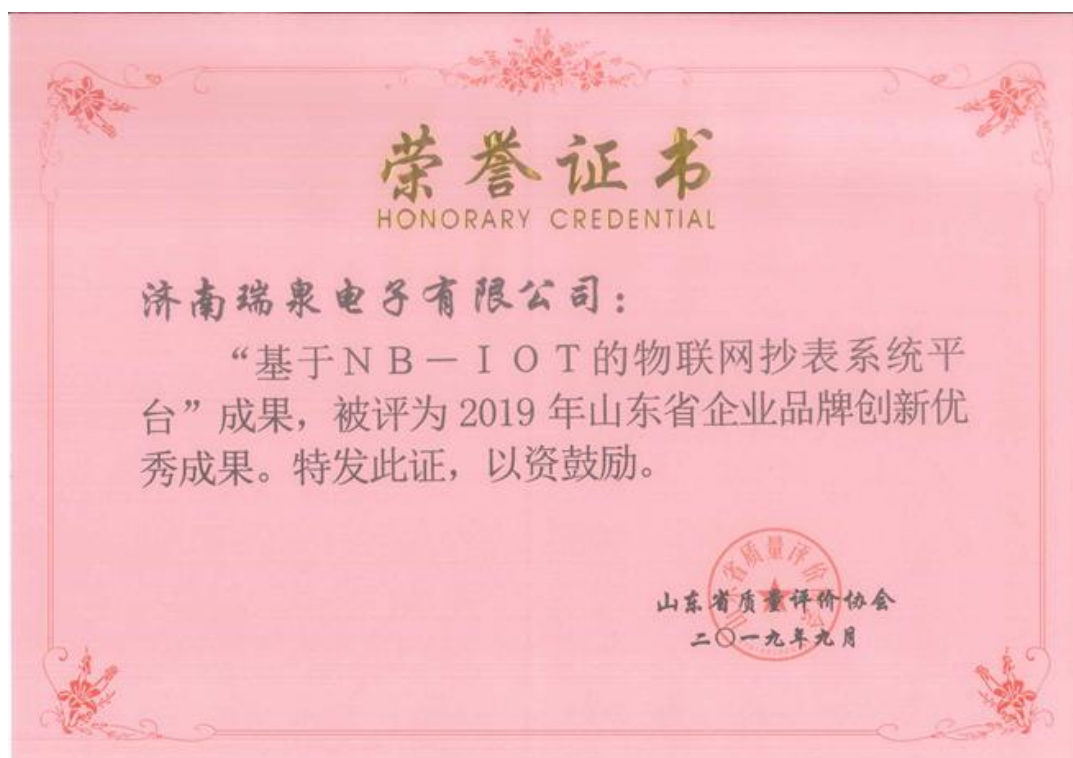 荣誉证书
HONORARY CREDENTIAL
济南瑞泉电子有限公司：
“基于NB－IOT的物联网抄表系统平
台”成果，被评为 2019 年山东省企业品牌创新优
秀成果。特发此证，以资鼓励。
山东省质量评价协会
二〇一九年九月